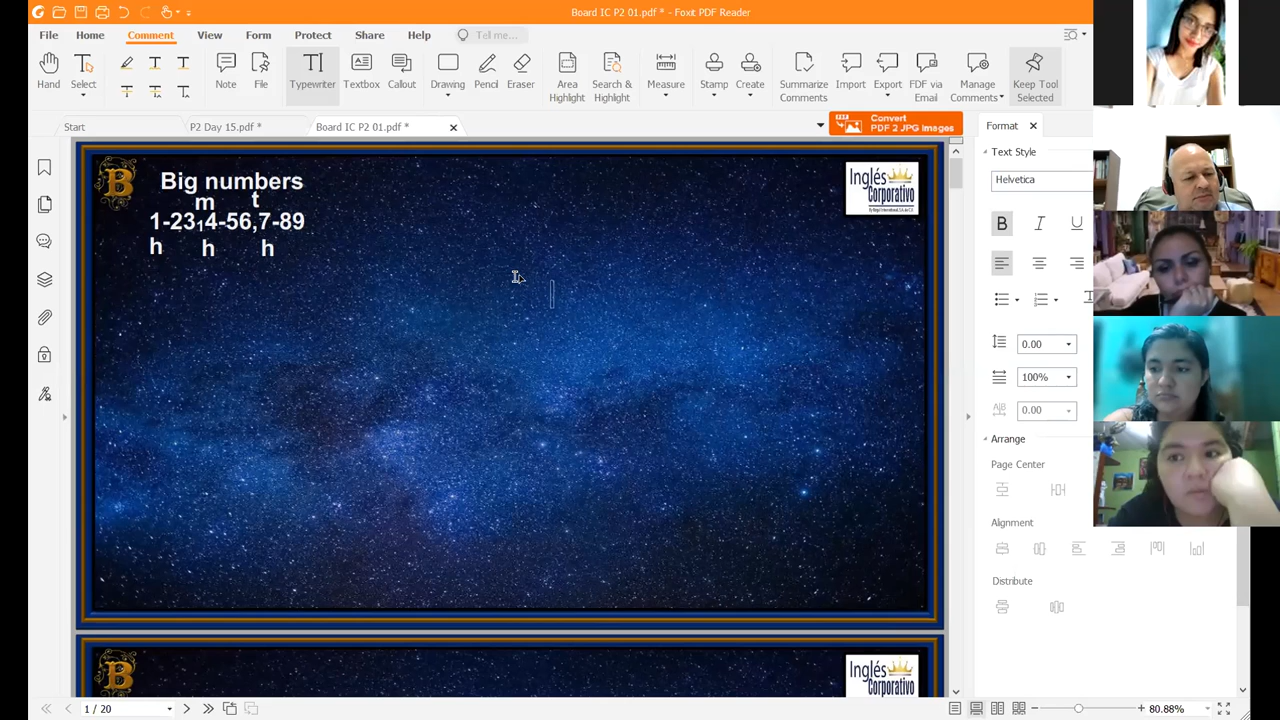 Board IC P2 01.pdf * - Foxit PDF Reader
File Home Comment View Form Protect Share Help Tell me...
Hand Select Note File Typewriter Textbox Callout Drawing Pencil Eraser Area Highlight Search & Highlight Measure Stamp Create Summarize Comments Import Export FDF via Email Manage Comments Keep Tool Selected
Start P2 Day 15.pdf * Board IC P2 01.pdf *
Convert
PDF 2 JPG Images
Format
Text Style
Helvetica
B I U
0.00
100%
0.00
Arrange
Page Center
Alignment
Distribute
B
Big numbers
m t
1-23,4-56,7-89
h h h
Inglés
Corporativo
B
Inglés
Corporativo
1 / 20
80.88%